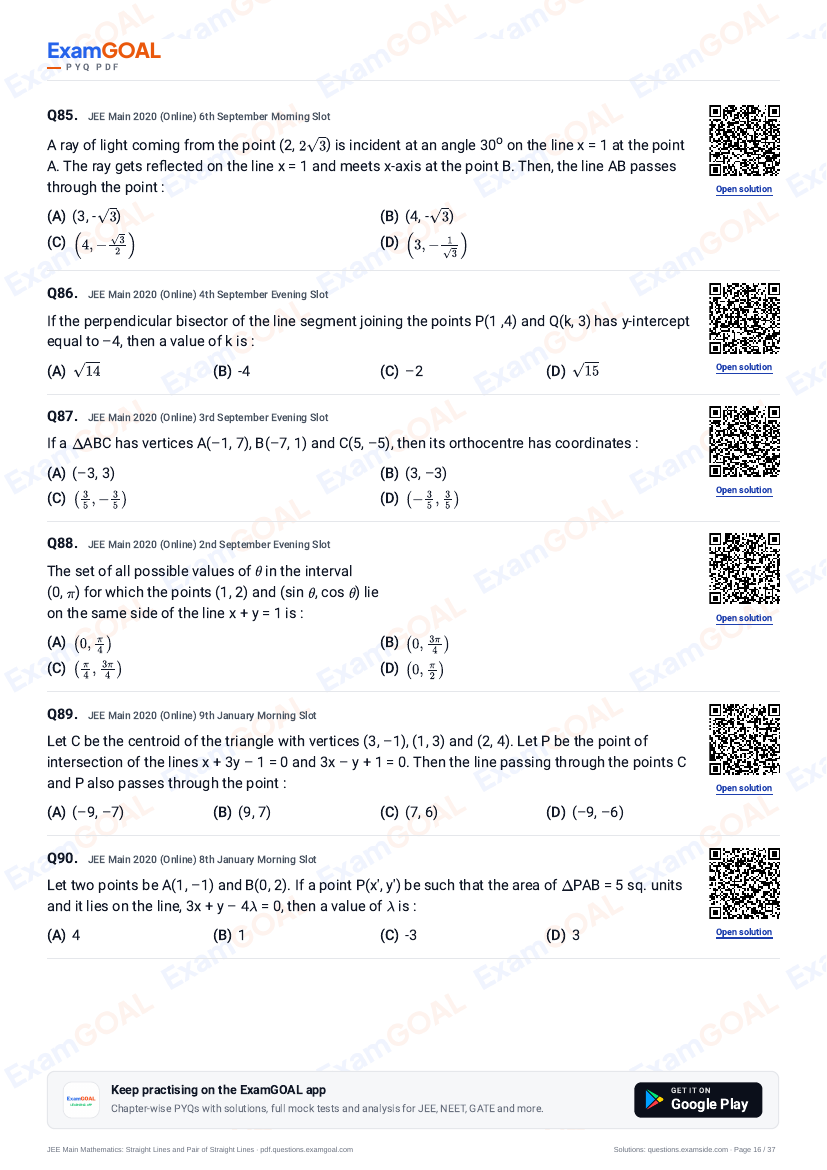 ExamGOAL
PYQ PDF
Q85. JEE Main 2020 (Online) 6th September Morning Slot
A ray of light coming from the point (2, 2√3) is incident at an angle 30° on the line x = 1 at the point
A. The ray gets reflected on the line x = 1 and meets x-axis at the point B. Then, the line AB passes
through the point :
(A) (3, -√3) (B) (4, -√3)
(C) (4, −√3/2) (D) (3, −1/√3)
Open solution
Q86. JEE Main 2020 (Online) 4th September Evening Slot
If the perpendicular bisector of the line segment joining the points P(1 ,4) and Q(k, 3) has y-intercept
equal to −4, then a value of k is :
(A) √14 (B) -4 (C) −2 (D) √15
Open solution
Q87. JEE Main 2020 (Online) 3rd September Evening Slot
If a ΔABC has vertices A(−1, 7), B(−7, 1) and C(5, −5), then its orthocentre has coordinates :
(A) (−3, 3) (B) (3, −3)
(C) (3/5, −3/5) (D) (−3/5, 3/5)
Open solution
Q88. JEE Main 2020 (Online) 2nd September Evening Slot
The set of all possible values of θ in the interval
(0, π) for which the points (1, 2) and (sin θ, cos θ) lie
on the same side of the line x + y = 1 is :
(A) (0, π/4) (B) (0, 3π/4)
(C) (π/4, 3π/4) (D) (0, π/2)
Open solution
Q89. JEE Main 2020 (Online) 9th January Morning Slot
Let C be the centroid of the triangle with vertices (3, −1), (1, 3) and (2, 4). Let P be the point of
intersection of the lines x + 3y − 1 = 0 and 3x − y + 1 = 0. Then the line passing through the points C
and P also passes through the point :
(A) (−9, −7) (B) (9, 7) (C) (7, 6) (D) (−9, −6)
Open solution
Q90. JEE Main 2020 (Online) 8th January Morning Slot
Let two points be A(1, −1) and B(0, 2). If a point P(x', y') be such that the area of ΔPAB = 5 sq. units
and it lies on the line, 3x + y − 4λ = 0, then a value of λ is :
(A) 4 (B) 1 (C) -3 (D) 3
Open solution
Keep practising on the ExamGOAL app
Chapter-wise PYQs with solutions, full mock tests and analysis for JEE, NEET, GATE and more.
GET IT ON
Google Play
JEE Main Mathematics: Straight Lines and Pair of Straight Lines · pdf.questions.examgoal.com
Solutions: questions.examside.com · Page 16 / 37